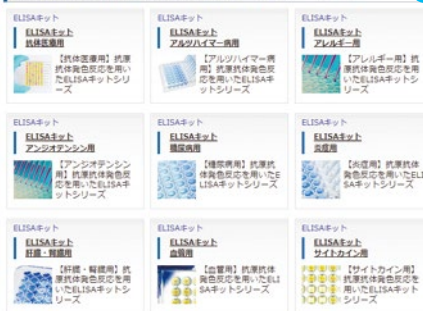 ELISAキット
ELISAキット
抗体医療用
【抗体医療用】抗原
抗体発色反応を用い
たELISAキットシリ
ーズ
ELISAキット
ELISAキット
アルツハイマー病用
【アルツハイマー病
用】抗原抗体発色反
応を用いたELISAキ
ットシリーズ
ELISAキット
ELISAキット
アレルギー用
【アレルギー用】抗
原抗体発色反応を用
いたELISAキットシ
リーズ
ELISAキット
ELISAキット
アンジオテンシン用
【アンジオテンシン
用】抗原抗体発色反
応を用いたELISAキ
ットシリーズ
ELISAキット
ELISAキット
糖尿病用
【糖尿病用】抗原抗
体発色反応を用いたE
LISAキットシリーズ
ELISAキット
ELISAキット
炎症用
【炎症用】抗原抗体
発色反応を用いたELI
SAキットシリーズ
ELISAキット
ELISAキット
肝臓・腎臓用
【肝臓・腎臓用】抗
原抗体発色反応を用
いたELISAキットシ
リーズ
ELISAキット
ELISAキット
血管用
【血管用】抗原抗体
発色反応を用いたELI
SAキットシリーズ
ELISAキット
ELISAキット
サイトカイン用
【サイトカイン用】
抗原抗体発色反応を
用いたELISAキット
シリーズ